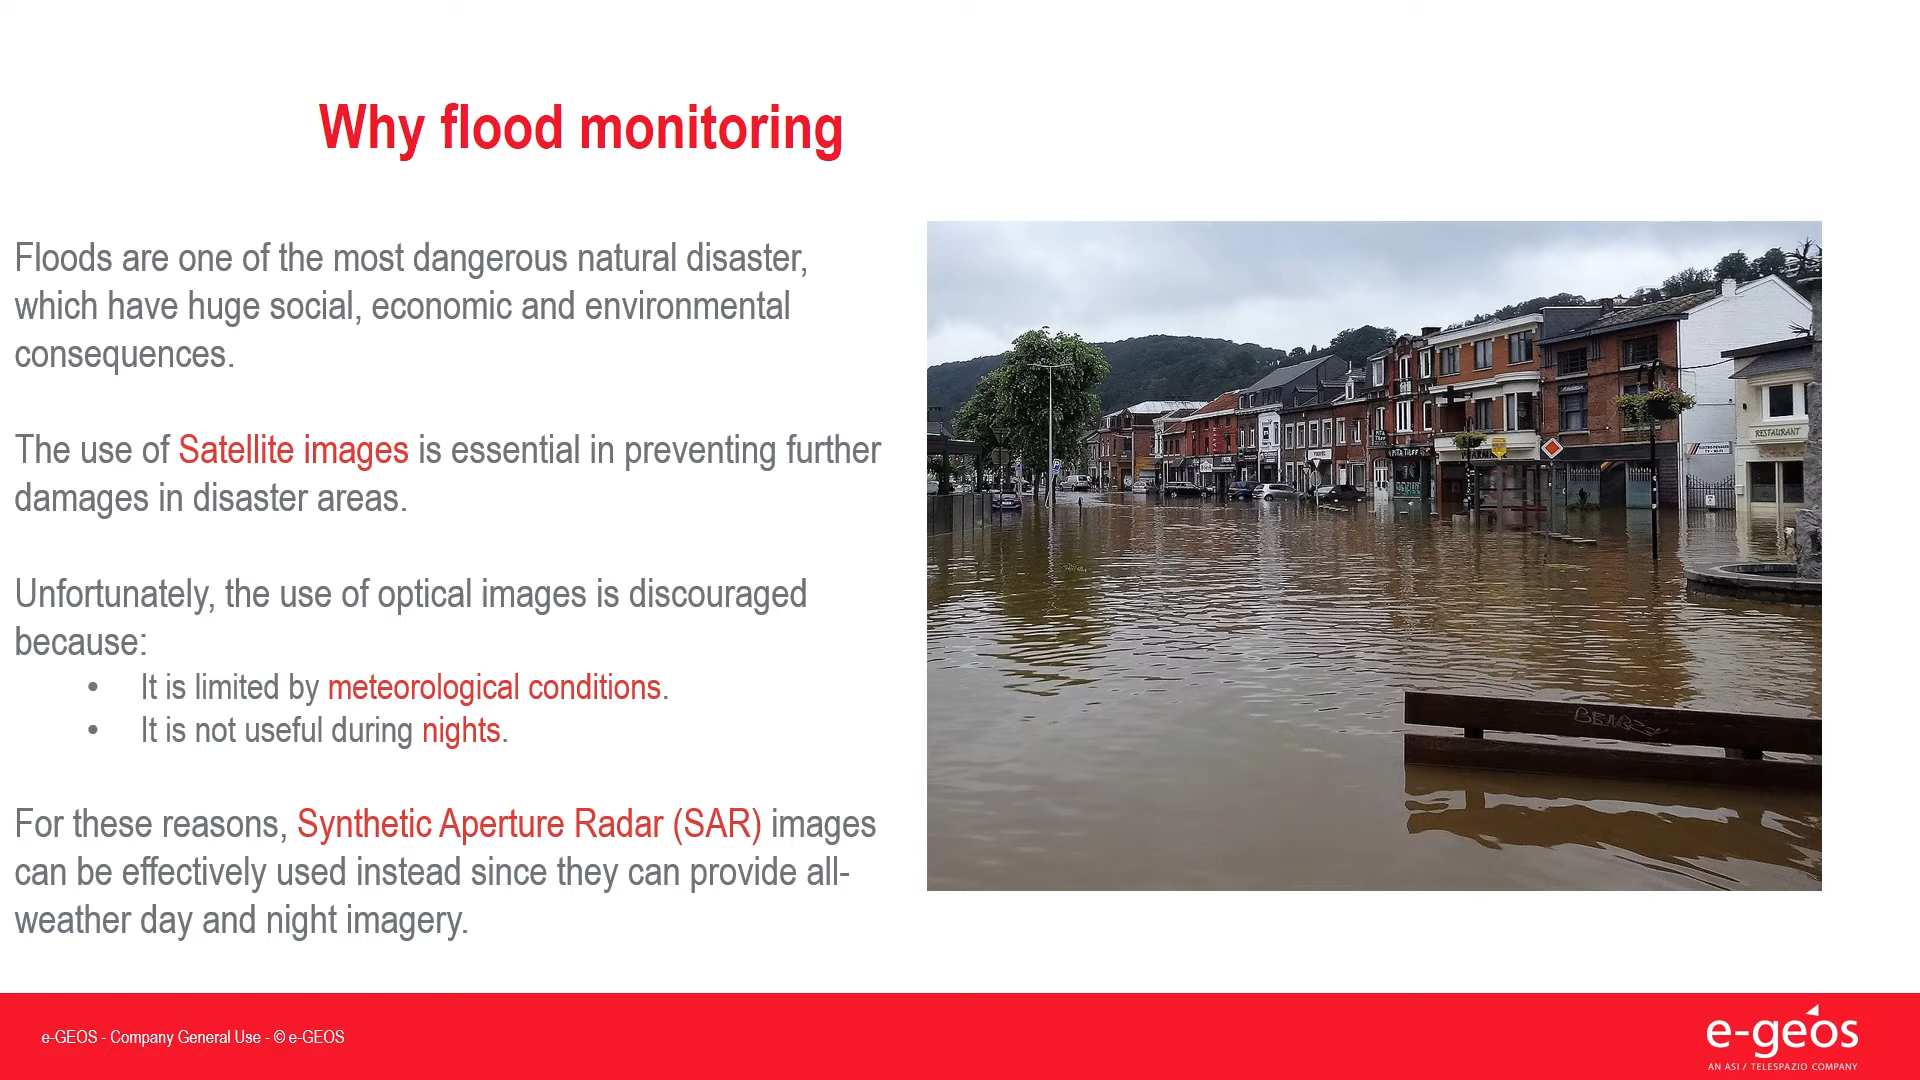 Why flood monitoring
Floods are one of the most dangerous natural disaster,
which have huge social, economic and environmental
consequences.
The use of Satellite images is essential in preventing further
damages in disaster areas.
Unfortunately, the use of optical images is discouraged
because:
• It is limited by meteorological conditions.
• It is not useful during nights.
For these reasons, Synthetic Aperture Radar (SAR) images
can be effectively used instead since they can provide all-
weather day and night imagery.
RESTAURANT
PITA TILFF
e-GEOS - Company General Use - © e-GEOS
e-geos
AN ASI / TELESPAZIO COMPANY